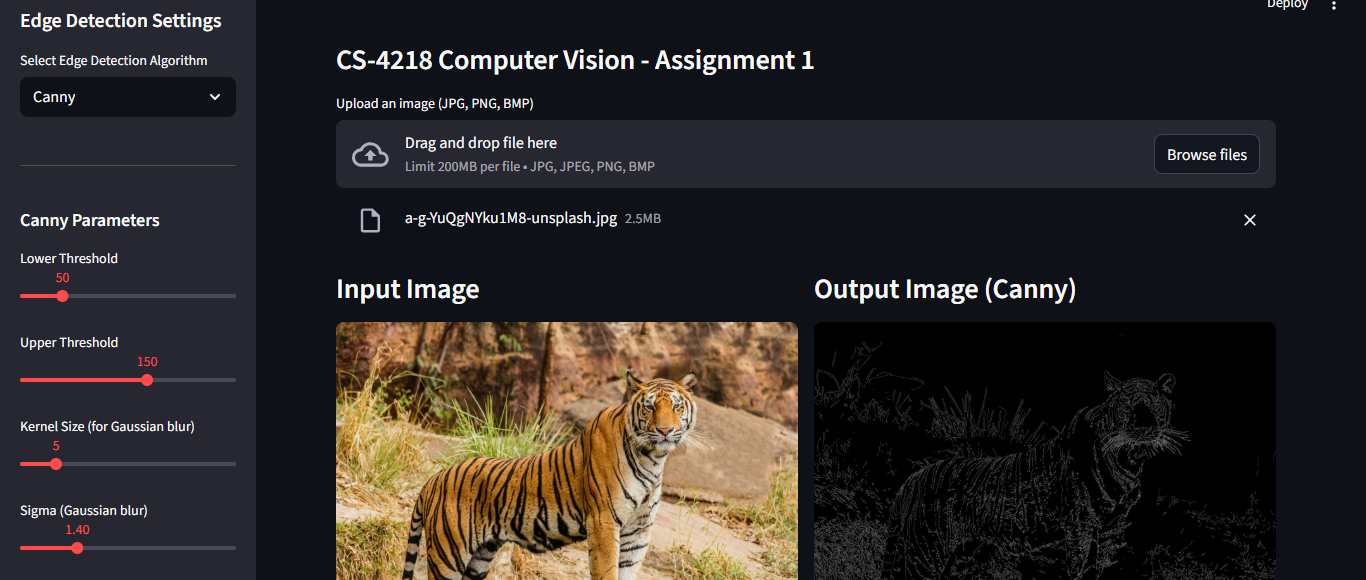 Edge Detection Settings
Select Edge Detection Algorithm
Canny
Canny Parameters
Lower Threshold
50
Upper Threshold
150
Kernel Size (for Gaussian blur)
5
Sigma (Gaussian blur)
1.40
Deploy
CS-4218 Computer Vision - Assignment 1
Upload an image (JPG, PNG, BMP)
Drag and drop file here
Limit 200MB per file • JPG, JPEG, PNG, BMP
Browse files
a-g-YuQgNYku1M8-unsplash.jpg 2.5MB
Input Image
Output Image (Canny)